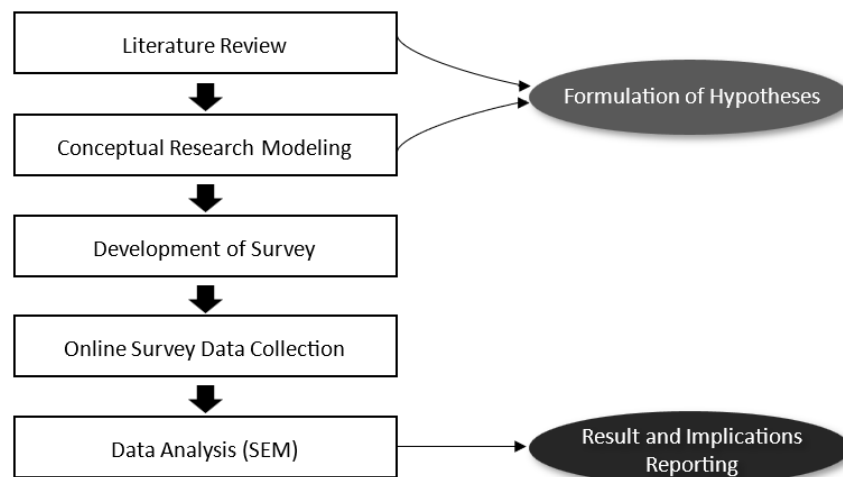 Literature Review
Formulation of Hypotheses
Conceptual Research Modeling
Development of Survey
Online Survey Data Collection
Data Analysis (SEM)
Result and Implications
Reporting